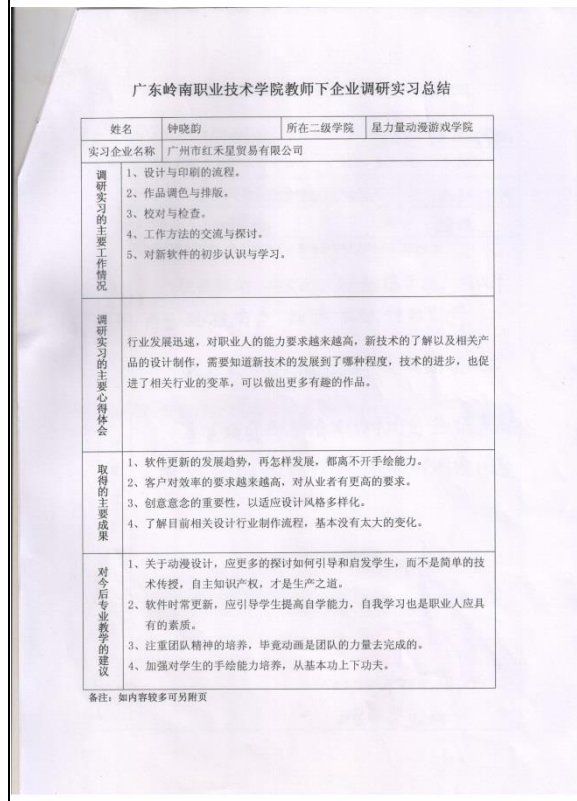 广东岭南职业技术学院教师下企业调研实习总结
姓名 钟晓韵 所在二级学院 星力量动漫游戏学院
实习企业名称 广州市红禾星贸易有限公司
调研实习的主要工作情况
1、设计与印刷的流程。
2、作品调色与排版。
3、校对与检查。
4、工作方法的交流与探讨。
5、对新软件的初步认识与学习。
调研实习的主要心得体会
行业发展迅速，对职业人的能力要求越来越高，新技术的了解以及相关产
品的设计制作，需要知道新技术的发展到了哪种程度，技术的进步，也促
进了相关行业的变革，可以做出更多有趣的作品。
取得的主要成果
1、软件更新的发展趋势，再怎样发展，都离不开手绘能力。
2、客户对效率的要求越来越高，对从业者有更高的要求。
3、创意意念的重要性，以适应设计风格多样化。
4、了解目前相关设计行业制作流程，基本没有太大的变化。
对今后专业教学的建议
1、关于动漫设计，应更多的探讨如何引导和启发学生，而不是简单的技
术传授，自主知识产权，才是生产之道。
2、软件时常更新，应引导学生提高自学能力，自我学习也是职业人应具
有的素质。
3、注重团队精神的培养，毕竟动画是团队的力量去完成的。
4、加强对学生的手绘能力培养，从基本功上下功夫。
备注：如内容较多可另附页